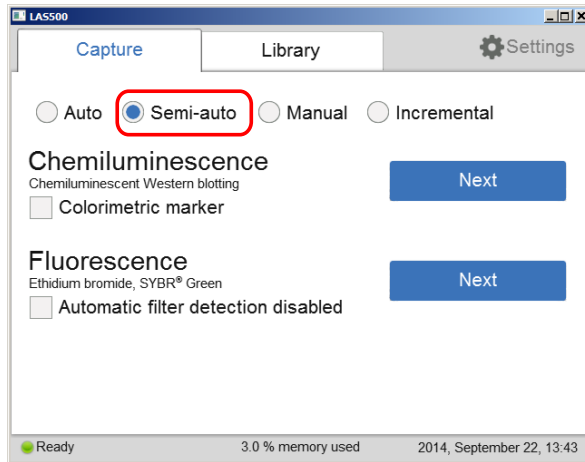 LAS500
Capture Library Settings
Auto Semi-auto Manual Incremental
Chemiluminescence
Chemiluminescent Western blotting
Next
Colorimetric marker
Fluorescence
Ethidium bromide, SYBR® Green
Next
Automatic filter detection disabled
Ready 3.0 % memory used 2014, September 22, 13:43